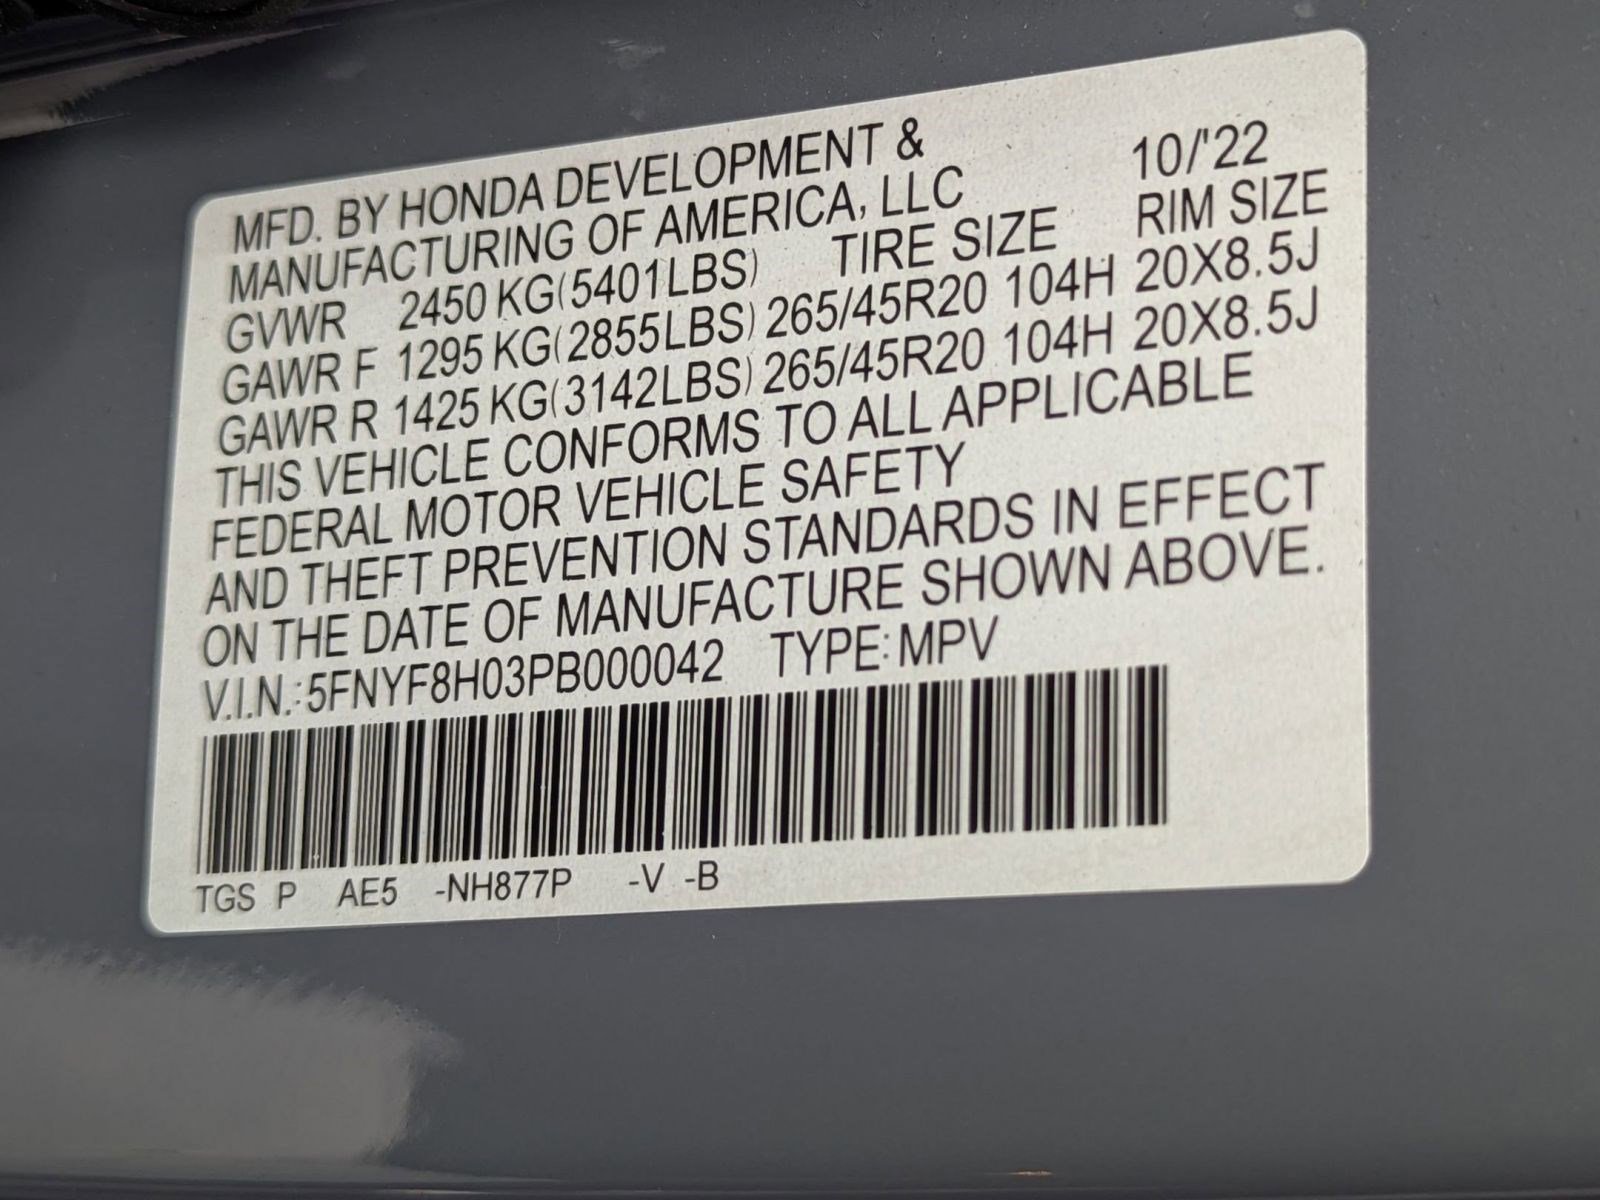 MFD. BY HONDA DEVELOPMENT &
MANUFACTURING OF AMERICA, LLC 10/'22
GVWR 2450 KG(5401LBS) TIRE SIZE RIM SIZE
GAWR F 1295 KG(2855LBS) 265/45R20 104H 20X8.5J
GAWR R 1425 KG(3142LBS) 265/45R20 104H 20X8.5J
THIS VEHICLE CONFORMS TO ALL APPLICABLE
FEDERAL MOTOR VEHICLE SAFETY
AND THEFT PREVENTION STANDARDS IN EFFECT
ON THE DATE OF MANUFACTURE SHOWN ABOVE.
V.I.N.:5FNYF8H03PB000042 TYPE:MPV
TGS P AE5 -NH877P -V -B